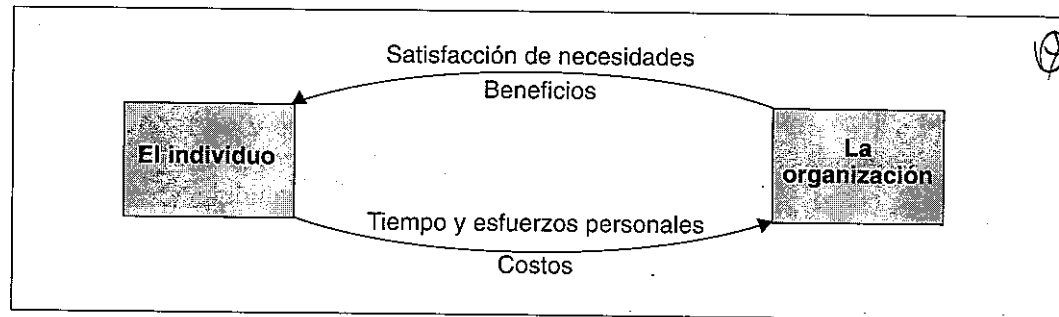 Satisfacción de necesidades
Beneficios
El individuo
La
organización
Tiempo y esfuerzos personales
Costos